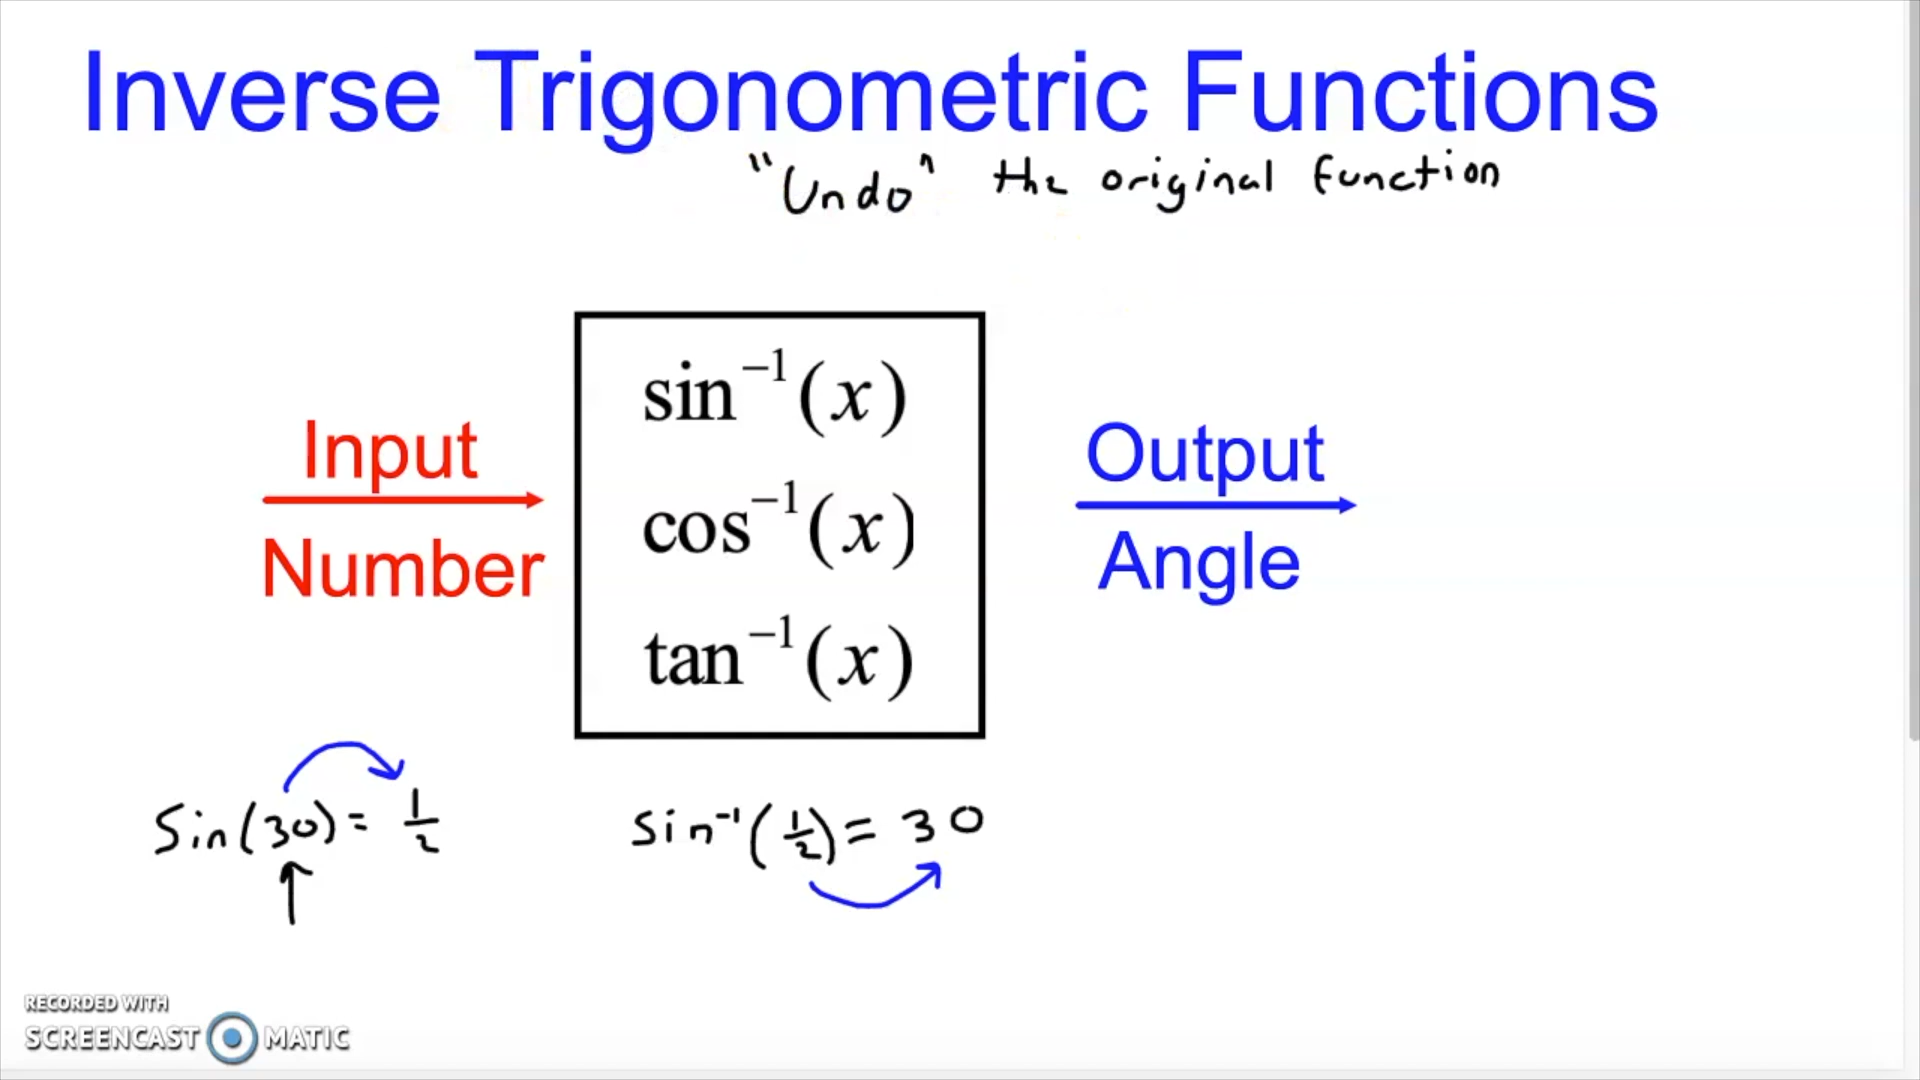 Inverse Trigonometric Functions
"Undo" the original function
Input
Number
sin⁻¹(x)
cos⁻¹(x)
tan⁻¹(x)
Output
Angle
Sin(30) = 1/2
sin⁻¹(1/2) = 30
RECORDED WITH
SCREENCAST MATIC